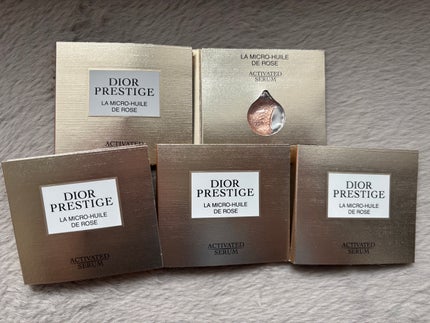 DIOR
PRESTIGE
LA MICRO-HUILE
DE ROSE
ACTIVATED
LA MICRO-HUILE
DE ROSE
ACTIVATED
SERUM
DIOR
PRESTIGE
LA MICRO-HUILE
DE ROSE
ACTIVATED
SERUM
DIOR
PRESTIGE
LA MICRO-HUILE
DE ROSE
ACTIVATED
SERUM
DIOR
PRESTIGE
LA MICRO-HUILE
DE ROSE
ACTIVATED
SERUM